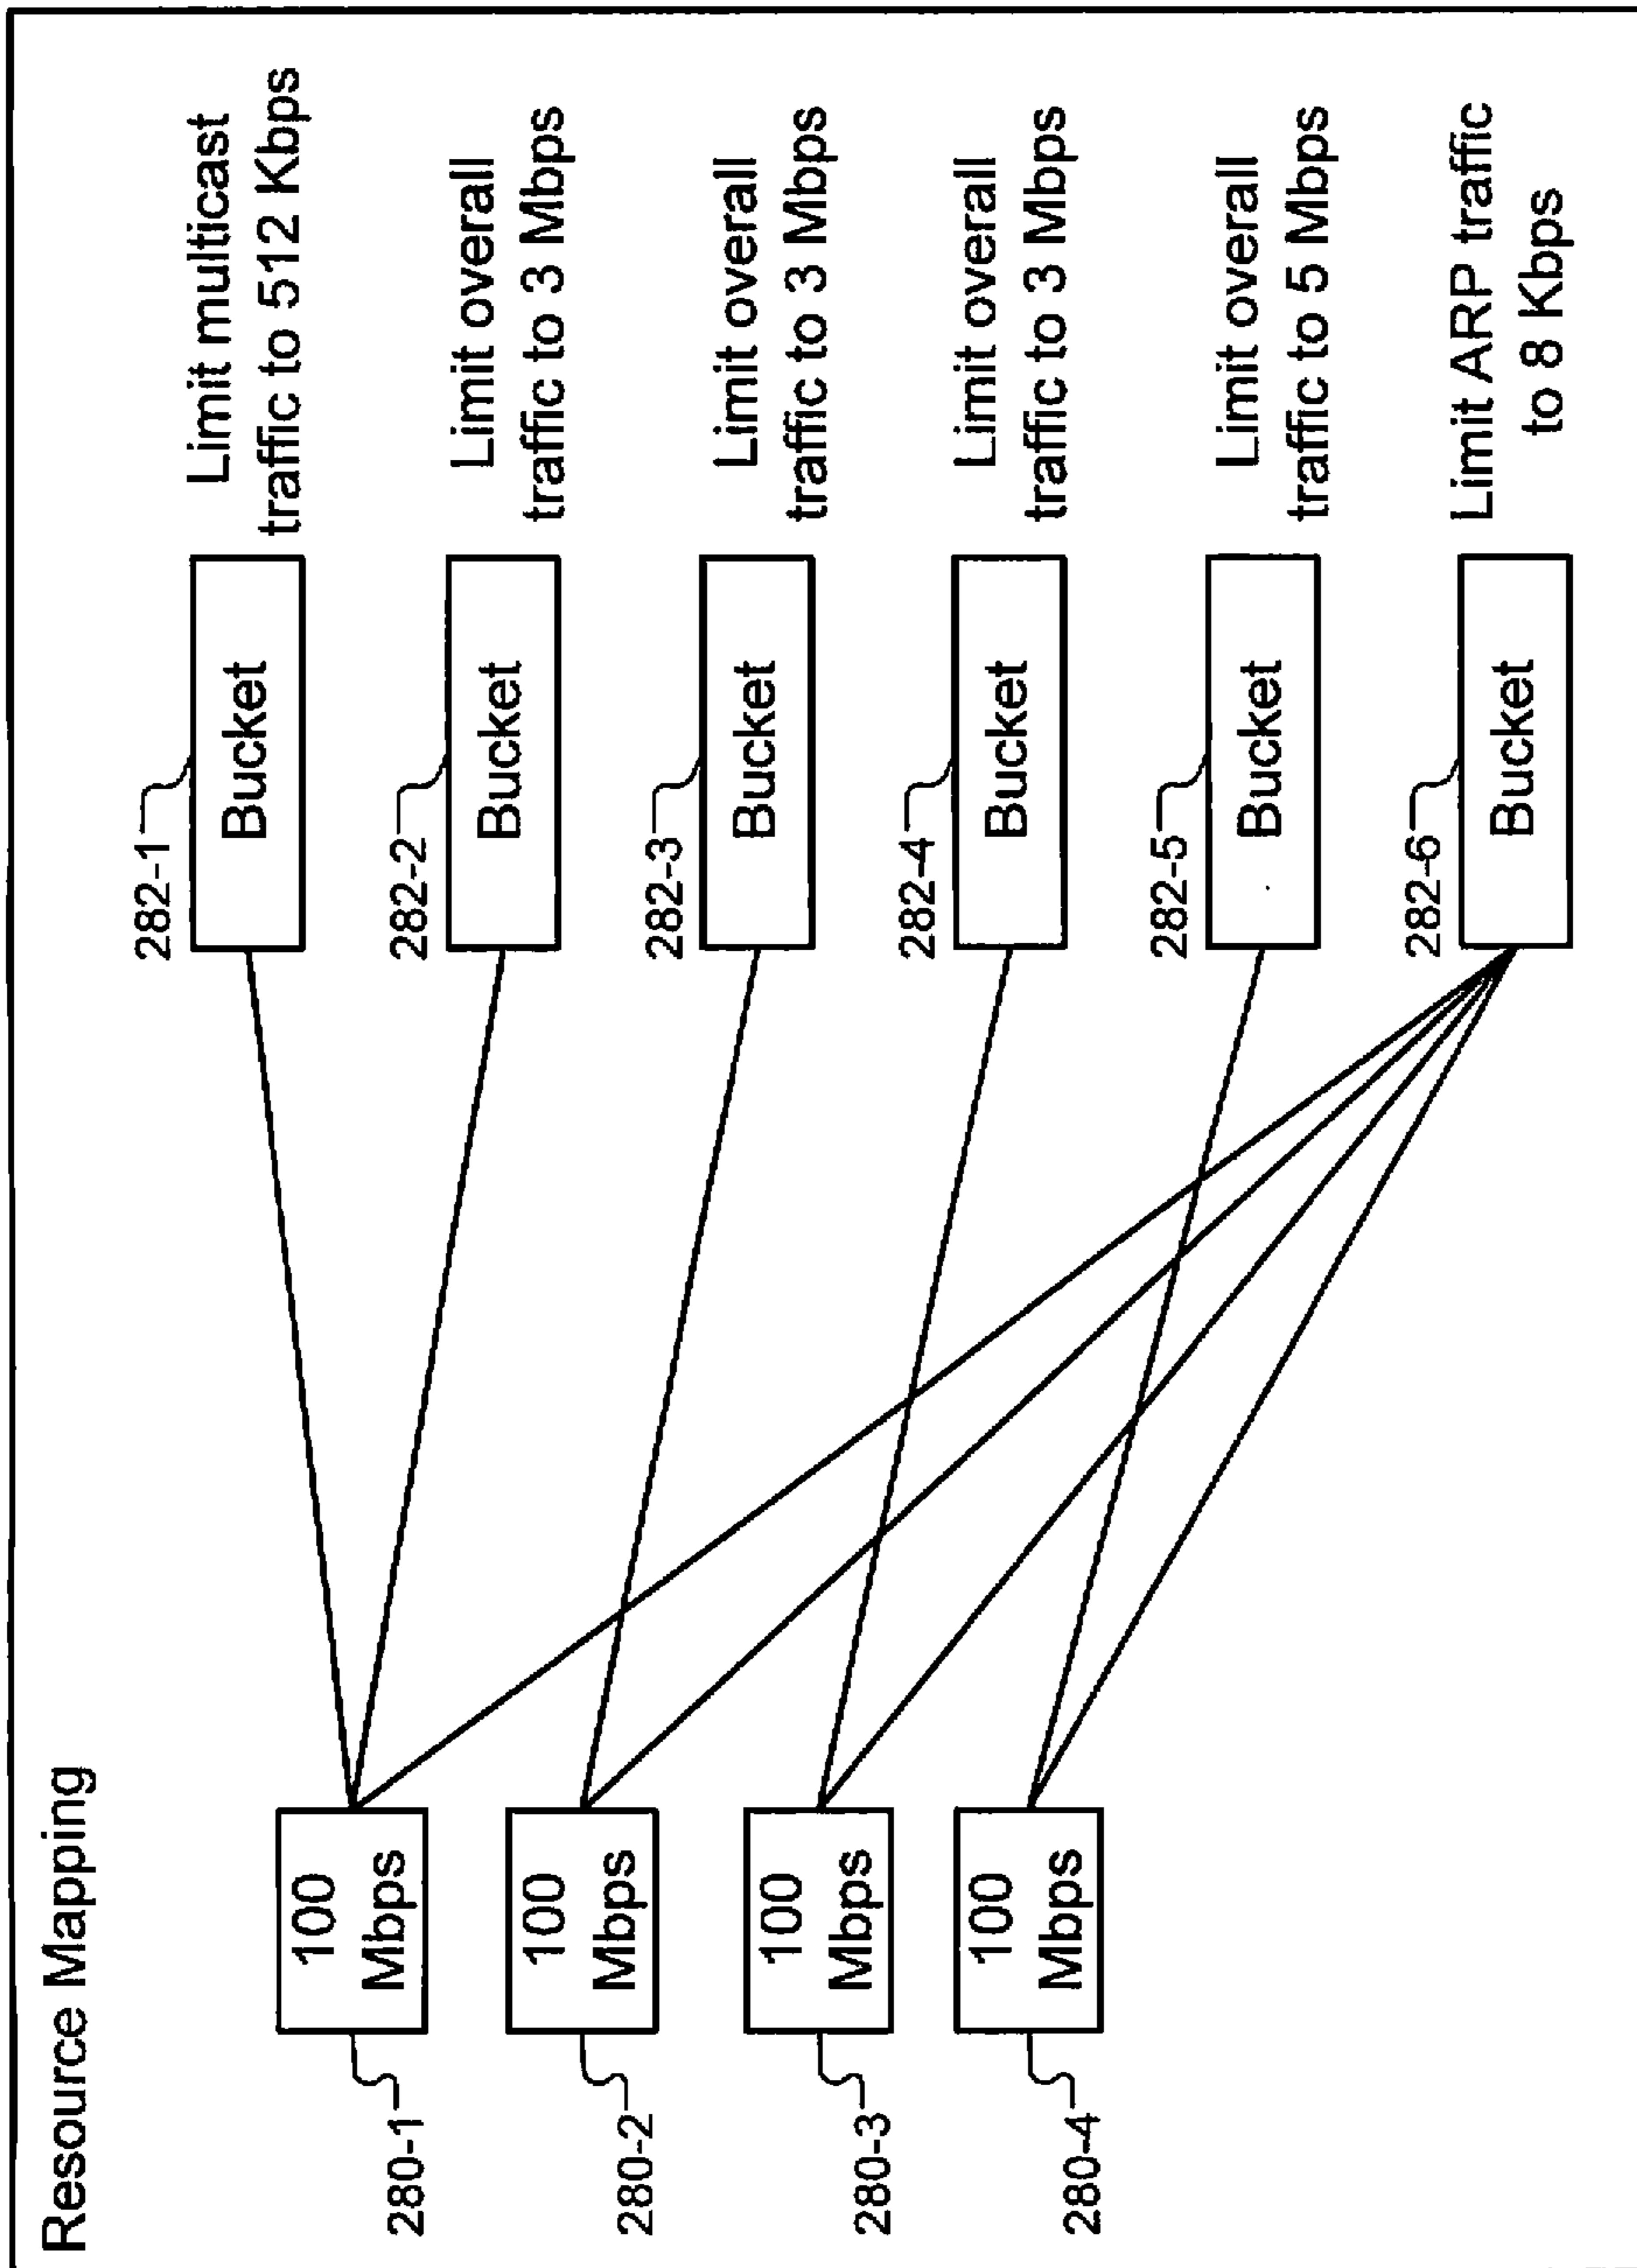 Resource Mapping
280-1
100
Mbps
280-2
100
Mbps
280-3
100
Mbps
280-4
100
Mbps
282-1
Bucket
Limit multicast
traffic to 512 Kbps
282-2
Bucket
Limit overall
traffic to 3 Mbps
282-3
Bucket
Limit overall
traffic to 3 Mbps
282-4
Bucket
Limit overall
traffic to 3 Mbps
282-5
Bucket
Limit overall
traffic to 5 Mbps
282-6
Bucket
Limit ARP traffic
to 8 Kbps